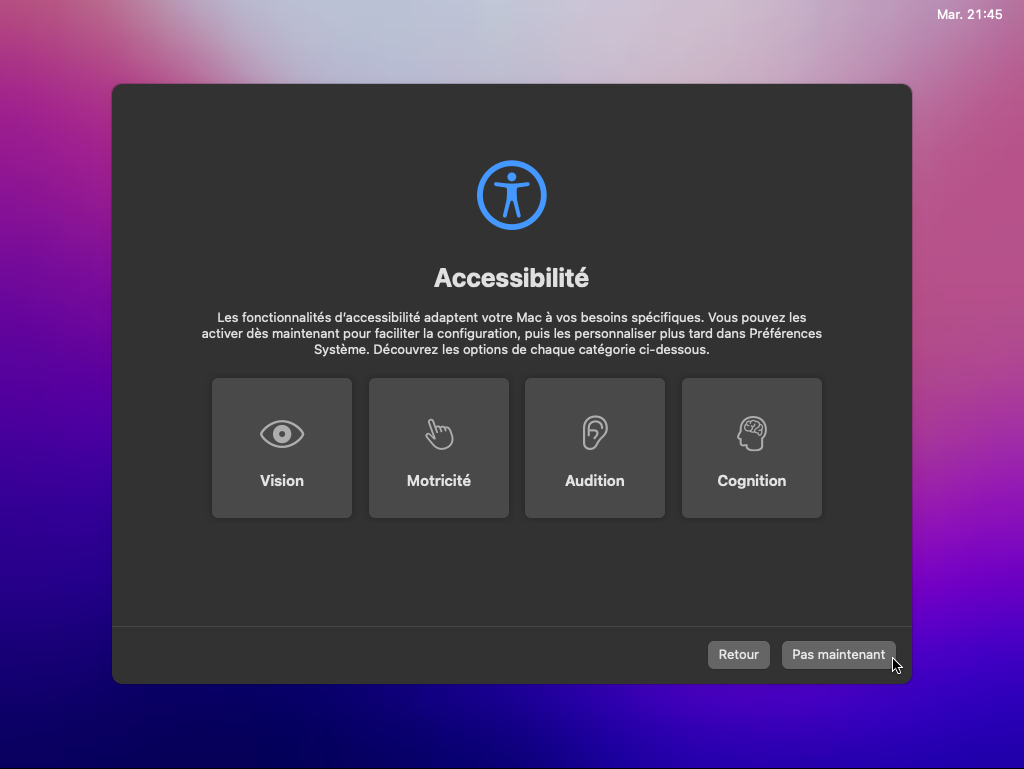 Mar. 21:45
Accessibilité
Les fonctionnalités d'accessibilité adaptent votre Mac à vos besoins spécifiques. Vous pouvez les
activer dès maintenant pour faciliter la configuration, puis les personnaliser plus tard dans Préférences
Système. Découvrez les options de chaque catégorie ci-dessous.
Vision
Motricité
Audition
Cognition
Retour
Pas maintenant